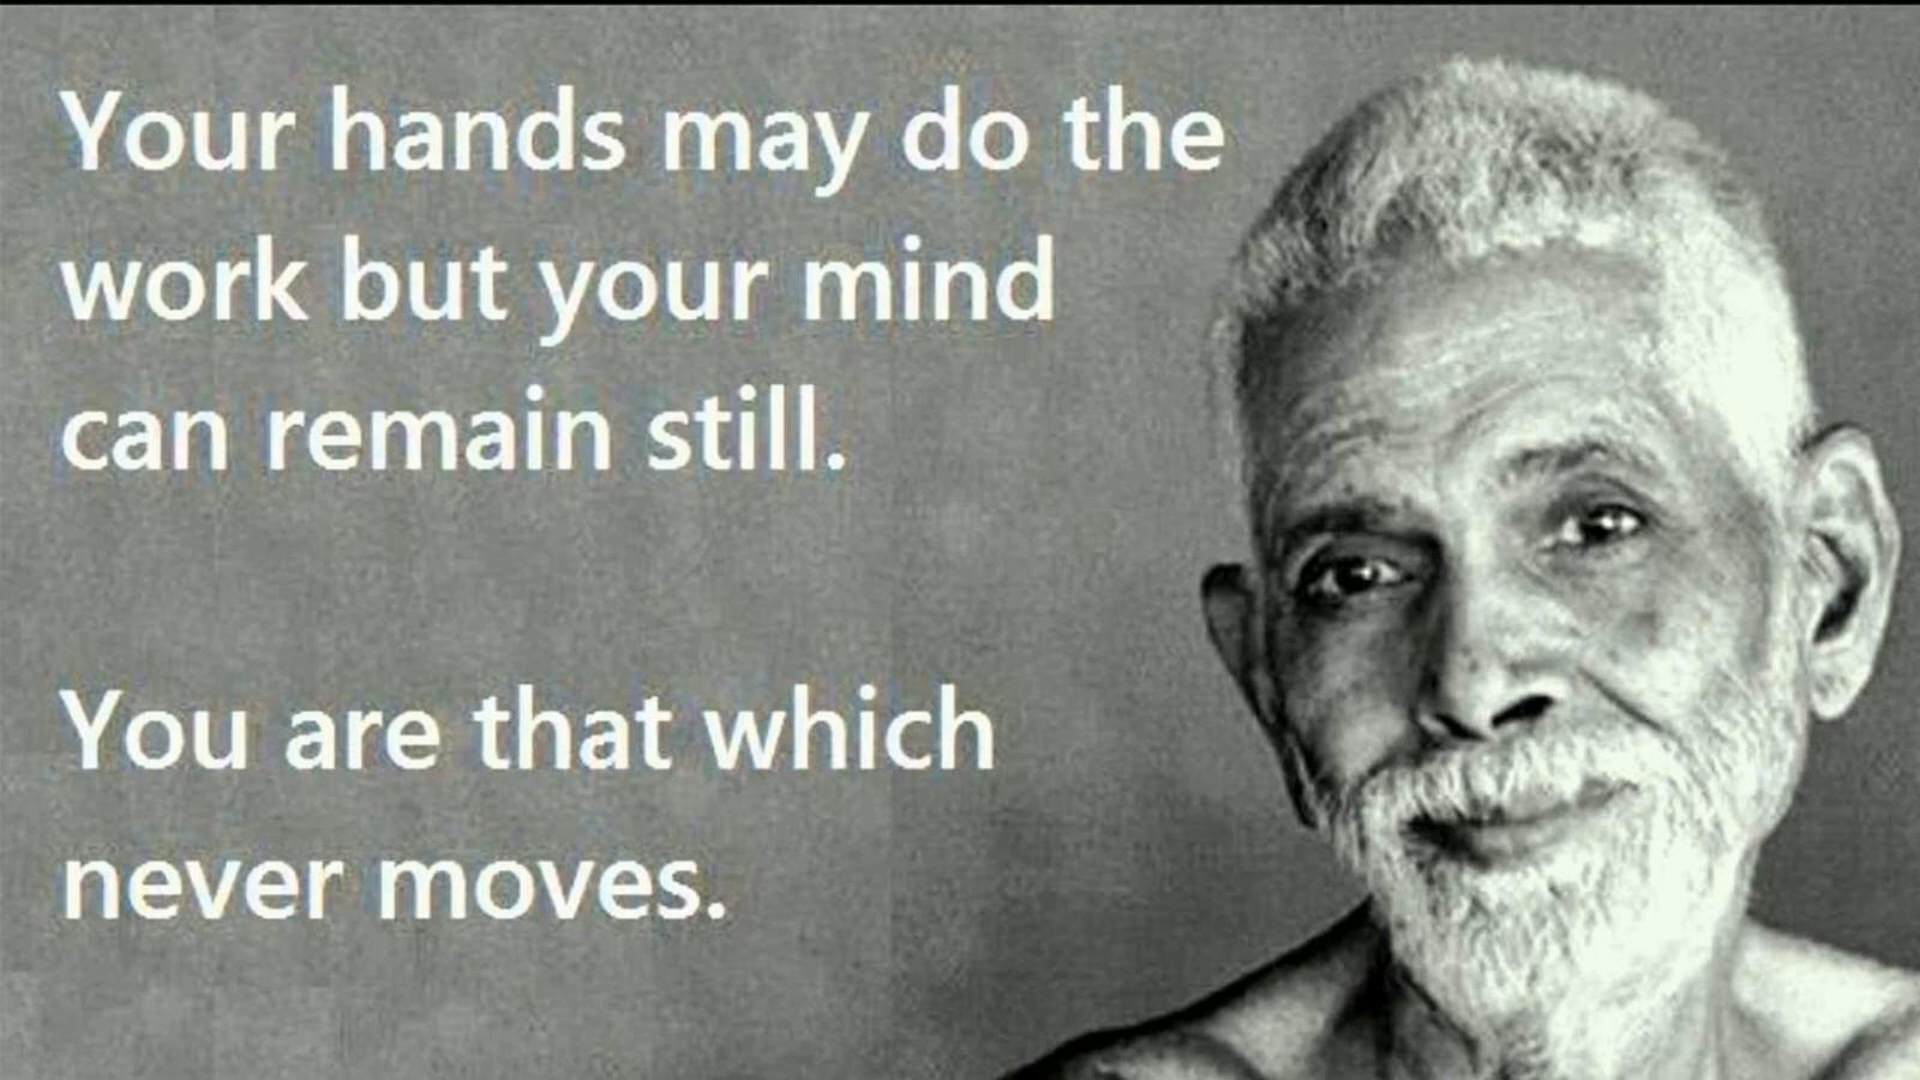 Your hands may do the
work but your mind
can remain still.
You are that which
never moves.